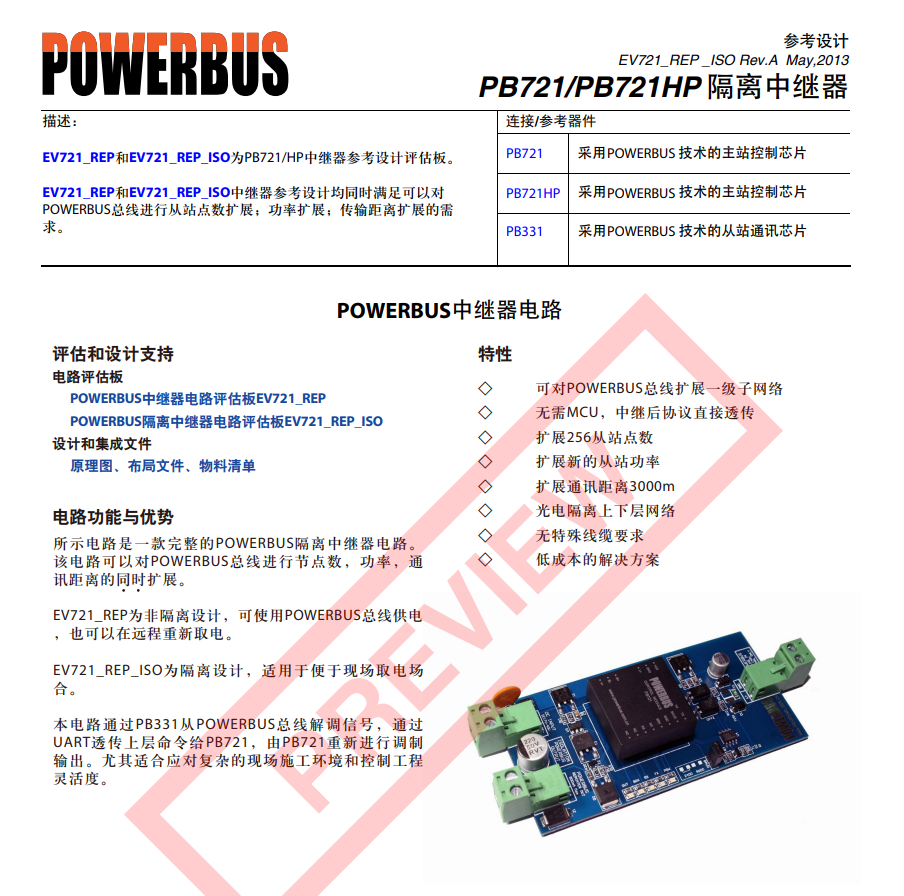 POWERBUS
参考设计
EV721_REP _ISO Rev.A  May,2013
PB721/PB721HP 隔离中继器
描述：
EV721_REP和EV721_REP_ISO为PB721/HP中继器参考设计评估板。
EV721_REP和EV721_REP_ISO中继器参考设计均同时满足可以对
POWERBUS总线进行从站点数扩展；功率扩展；传输距离扩展的需
求。
连接/参考器件
PB721 采用POWERBUS 技术的主站控制芯片
PB721HP 采用POWERBUS 技术的主站控制芯片
PB331 采用POWERBUS 技术的从站通讯芯片
POWERBUS中继器电路
评估和设计支持
电路评估板
POWERBUS中继器电路评估板EV721_REP
POWERBUS隔离中继器电路评估板EV721_REP_ISO
设计和集成文件
原理图、布局文件、物料清单
电路功能与优势
所示电路是一款完整的POWERBUS隔离中继器电路。
该电路可以对POWERBUS总线进行节点数，功率，通
讯距离的同时扩展。
EV721_REP为非隔离设计，可使用POWERBUS总线供电
，也可以在远程重新取电。
EV721_REP_ISO为隔离设计，适用于便于现场取电场
合。
本电路通过PB331从POWERBUS总线解调信号，通过
UART透传上层命令给PB721，由PB721重新进行调制
输出。尤其适合应对复杂的现场施工环境和控制工程
灵活度。
特性
◇ 可对POWERBUS总线扩展一级子网络
◇ 无需MCU，中继后协议直接透传
◇ 扩展256从站点数
◇ 扩展新的从站功率
◇ 扩展通讯距离3000m
◇ 光电隔离上下层网络
◇ 无特殊线缆要求
◇ 低成本的解决方案
PREVIEW
POWERBUS
220
50V
RVT